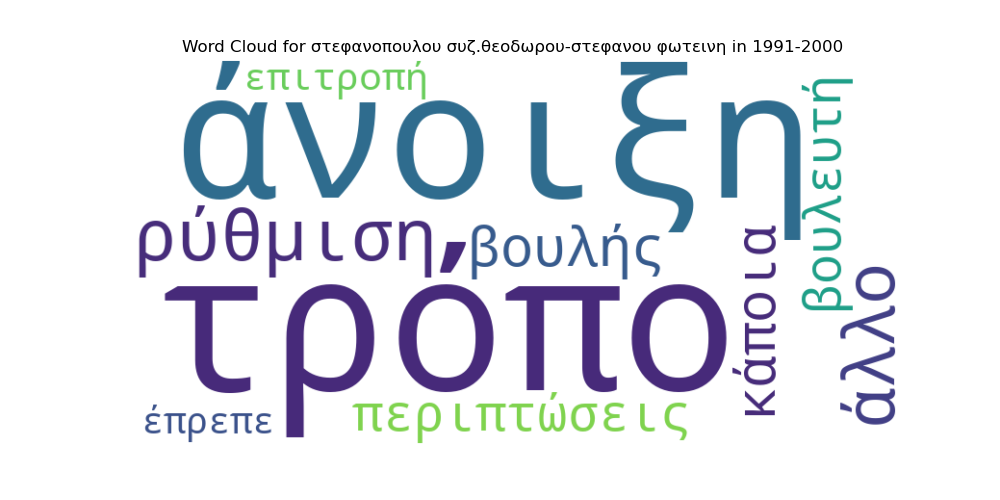 Word Cloud for στεφανοπουλου συζ.θεοδωρου-στεφανου φωτεινη in 1991-2000
επιτροπή
άνοιξη
βουλευτή
ρύθμιση
βουλής
τρόπο
κάποια
άλλο
έπρεπε
περιπτώσεις